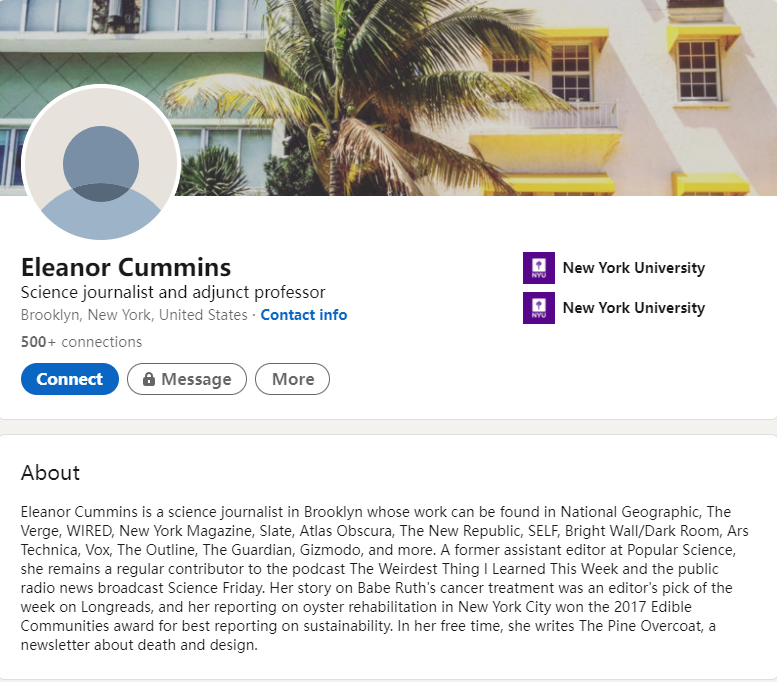 Eleanor Cummins
Science journalist and adjunct professor
Brooklyn, New York, United States · Contact info
500+ connections
Connect
Message
More
NYU
New York University
NYU
New York University
About
Eleanor Cummins is a science journalist in Brooklyn whose work can be found in National Geographic, The
Verge, WIRED, New York Magazine, Slate, Atlas Obscura, The New Republic, SELF, Bright Wall/Dark Room, Ars
Technica, Vox, The Outline, The Guardian, Gizmodo, and more. A former assistant editor at Popular Science,
she remains a regular contributor to the podcast The Weirdest Thing I Learned This Week and the public
radio news broadcast Science Friday. Her story on Babe Ruth's cancer treatment was an editor's pick of the
week on Longreads, and her reporting on oyster rehabilitation in New York City won the 2017 Edible
Communities award for best reporting on sustainability. In her free time, she writes The Pine Overcoat, a
newsletter about death and design.